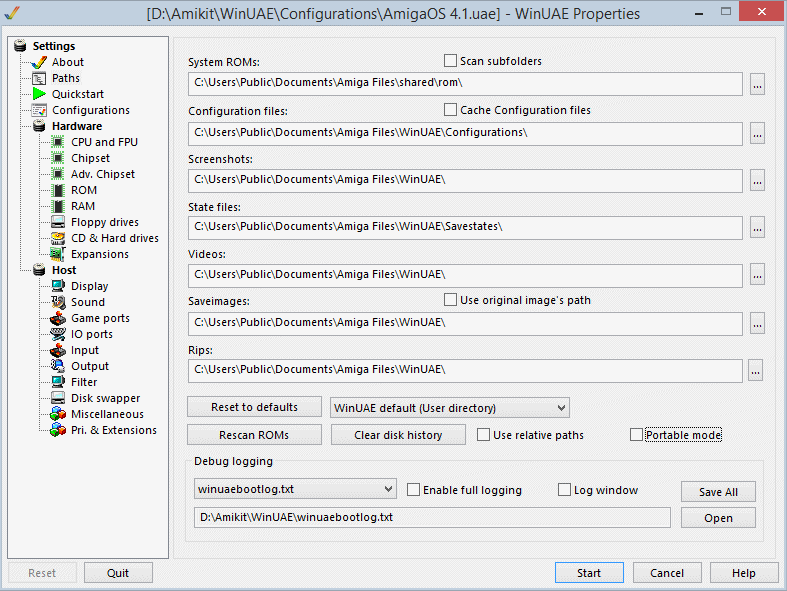 [D:\Amikit\WinUAE\Configurations\AmigaOS 4.1.uae] - WinUAE Properties
Settings
About
Paths
Quickstart
Configurations
Hardware
CPU and FPU
Chipset
Adv. Chipset
ROM
RAM
Floppy drives
CD & Hard drives
Expansions
Host
Display
Sound
Game ports
IO ports
Input
Output
Filter
Disk swapper
Miscellaneous
Pri. & Extensions
System ROMs: Scan subfolders
C:\Users\Public\Documents\Amiga Files\shared\rom\ ...
Configuration files: Cache Configuration files
C:\Users\Public\Documents\Amiga Files\WinUAE\Configurations\ ...
Screenshots:
C:\Users\Public\Documents\Amiga Files\WinUAE\ ...
State files:
C:\Users\Public\Documents\Amiga Files\WinUAE\Savestates\ ...
Videos:
C:\Users\Public\Documents\Amiga Files\WinUAE\ ...
Saveimages: Use original image's path
C:\Users\Public\Documents\Amiga Files\WinUAE\ ...
Rips:
C:\Users\Public\Documents\Amiga Files\WinUAE\ ...
Reset to defaults WinUAE default (User directory)
Rescan ROMs Clear disk history Use relative paths Portable mode
Debug logging
winuaebootlog.txt Enable full logging Log window Save All
D:\Amikit\WinUAE\winuaebootlog.txt Open
Reset Quit Start Cancel Help